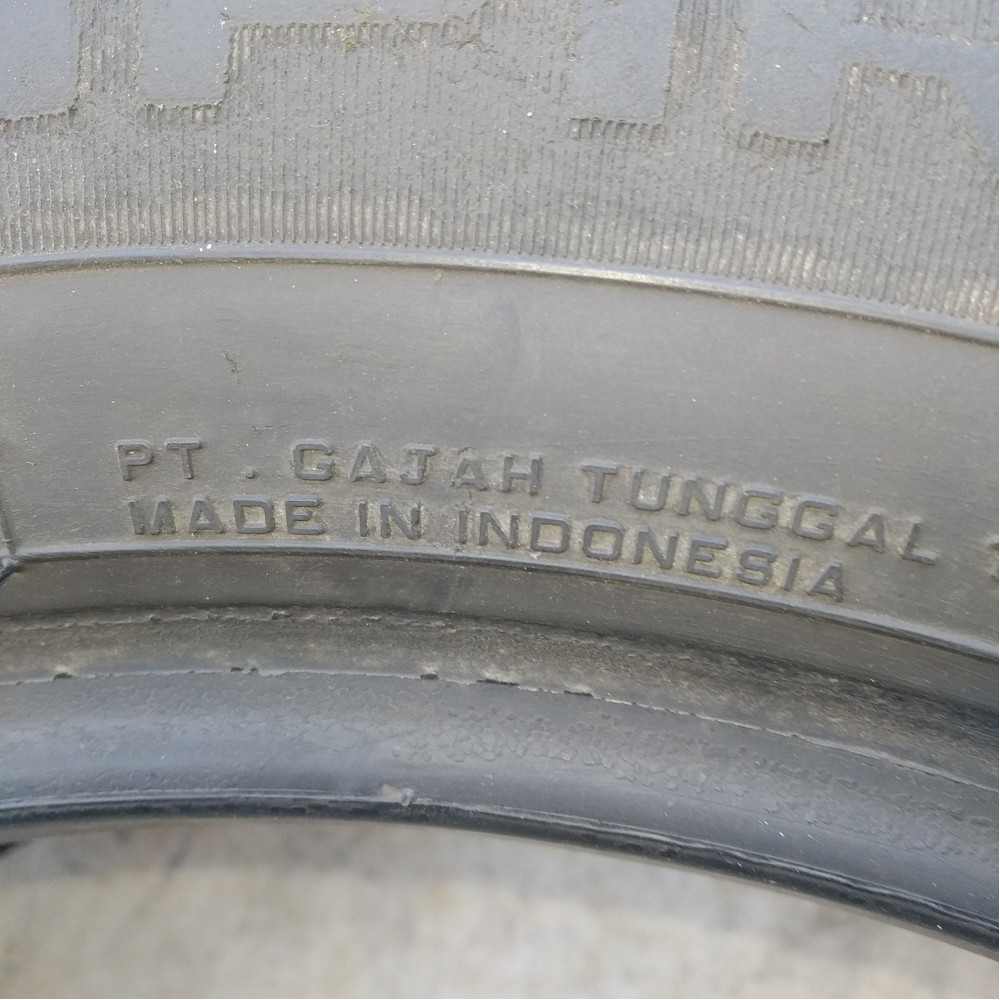 PT . GAJAH TUNGGAL
MADE IN INDONESIA